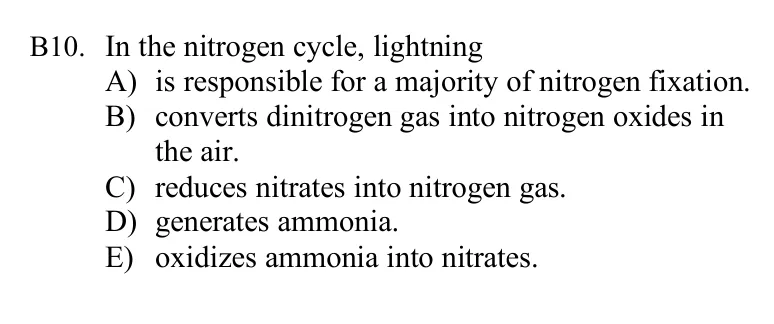 B10. In the nitrogen cycle, lightning
A) is responsible for a majority of nitrogen fixation.
B) converts dinitrogen gas into nitrogen oxides in
the air.
C) reduces nitrates into nitrogen gas.
D) generates ammonia.
E) oxidizes ammonia into nitrates.